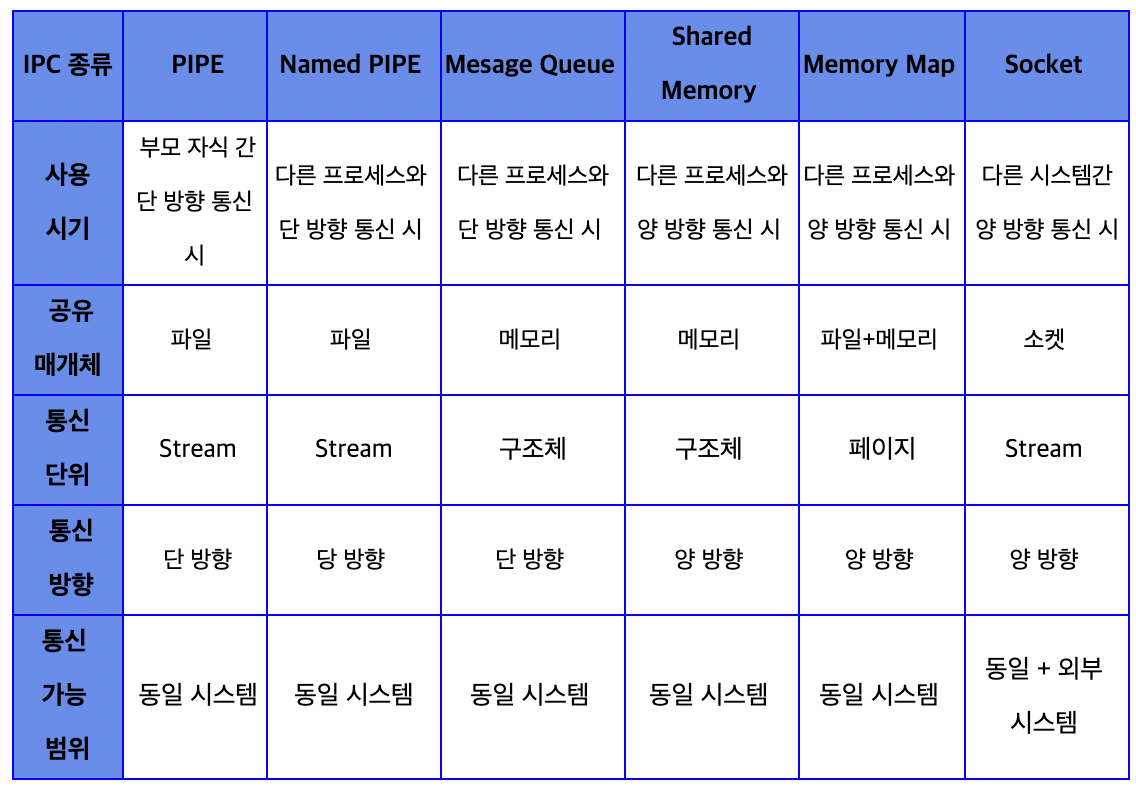 IPC 종류
PIPE
Named PIPE
Mesage Queue
Shared
Memory
Memory Map
Socket
사용
시기
부모 자식 간
단 방향 통신
시
다른 프로세스와
단 방향 통신 시
다른 프로세스와
단 방향 통신 시
다른 프로세스와
양 방향 통신 시
다른 프로세스와
양 방향 통신 시
다른 시스템간
양 방향 통신 시
공유
매개체
파일
파일
메모리
메모리
파일+메모리
소켓
통신
단위
Stream
Stream
구조체
구조체
페이지
Stream
통신
방향
단 방향
당 방향
단 방향
양 방향
양 방향
양 방향
통신
가능
범위
동일 시스템
동일 시스템
동일 시스템
동일 시스템
동일 시스템
동일 + 외부
시스템